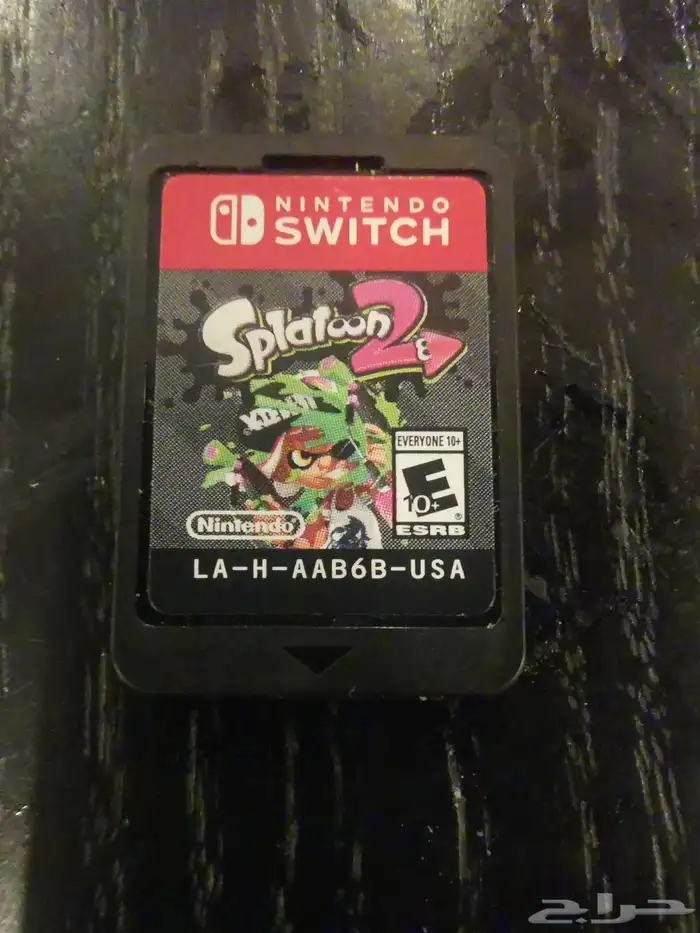 NINTENDO
SWITCH
Splatoon 2
EVERYONE 10+
E
10+
ESRB
Nintendo
LA-H-AAB6B-USA
حراج